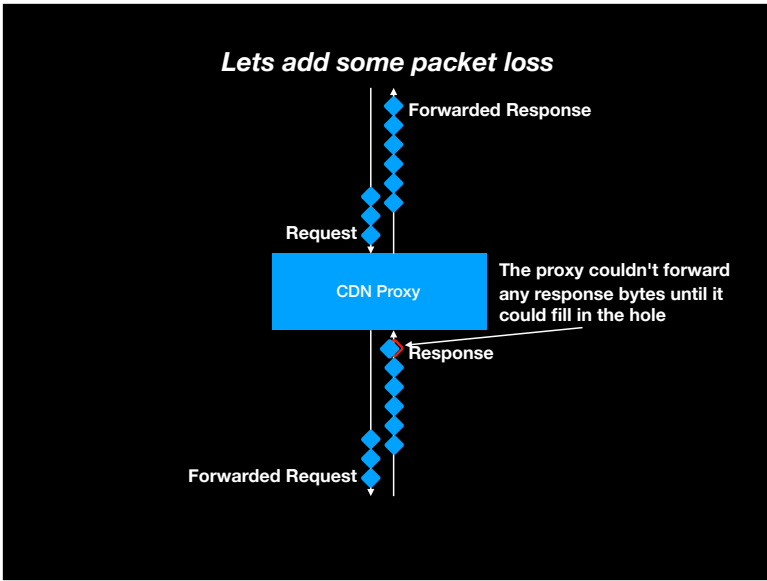 Lets add some packet loss
Forwarded Response
Request
CDN Proxy
The proxy couldn't forward
any response bytes until it
could fill in the hole
Response
Forwarded Request